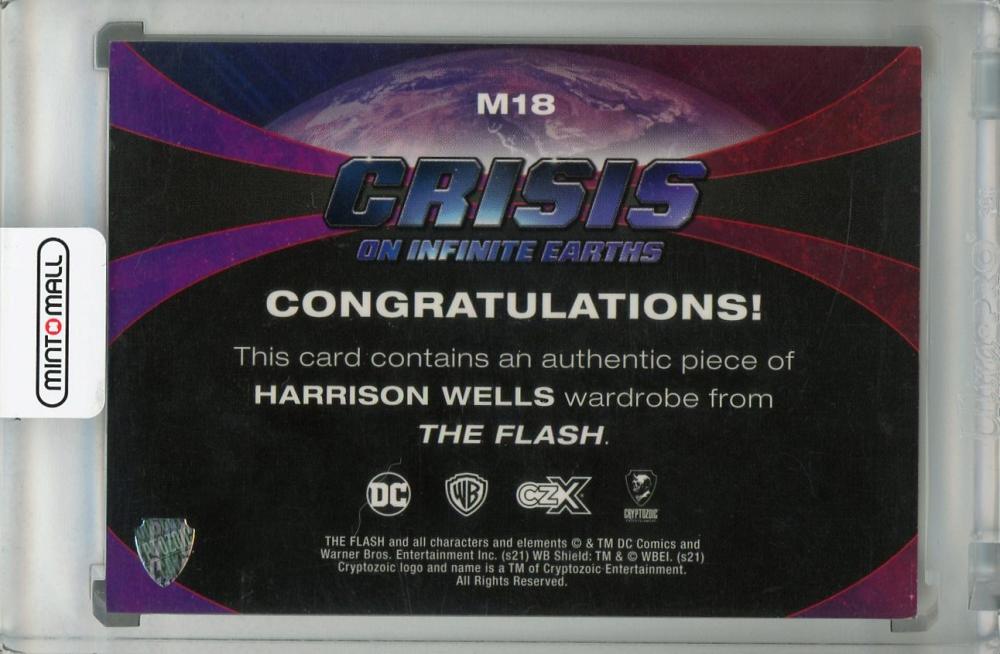 M18
CRISIS
ON INFINITE EARTHS
CONGRATULATIONS!
This card contains an authentic piece of
HARRISON WELLS wardrobe from
THE FLASH.
DC
WB
CZX
CRYPTOZOIC
ENTERTAINMENT
THE FLASH and all characters and elements © & TM DC Comics and
Warner Bros. Entertainment Inc. (s21) WB Shield: TM & © WBEI. (s21)
Cryptozoic logo and name is a TM of Cryptozoic Entertainment.
All Rights Reserved.
MINTMALL